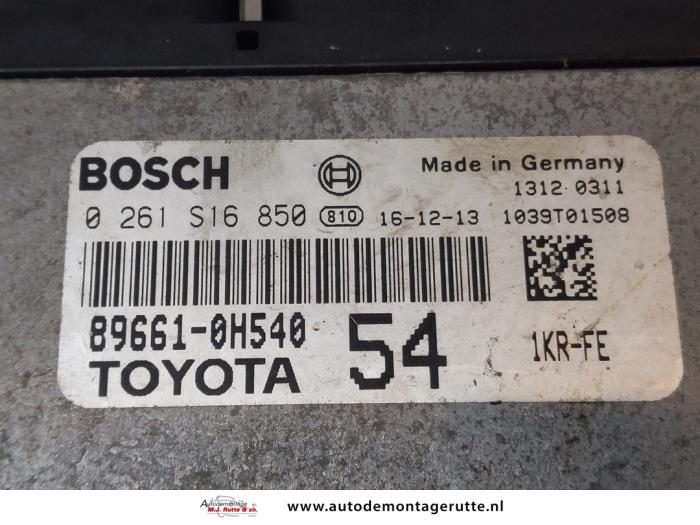 BOSCH
Made in Germany
1312 0311
0 261 S16 850 810 16-12-13 1039T01508
89661-0H540
TOYOTA
54
1KR-FE
Autodemontage
M.J. Rutte & zn.
www.autodemontagerutte.nl